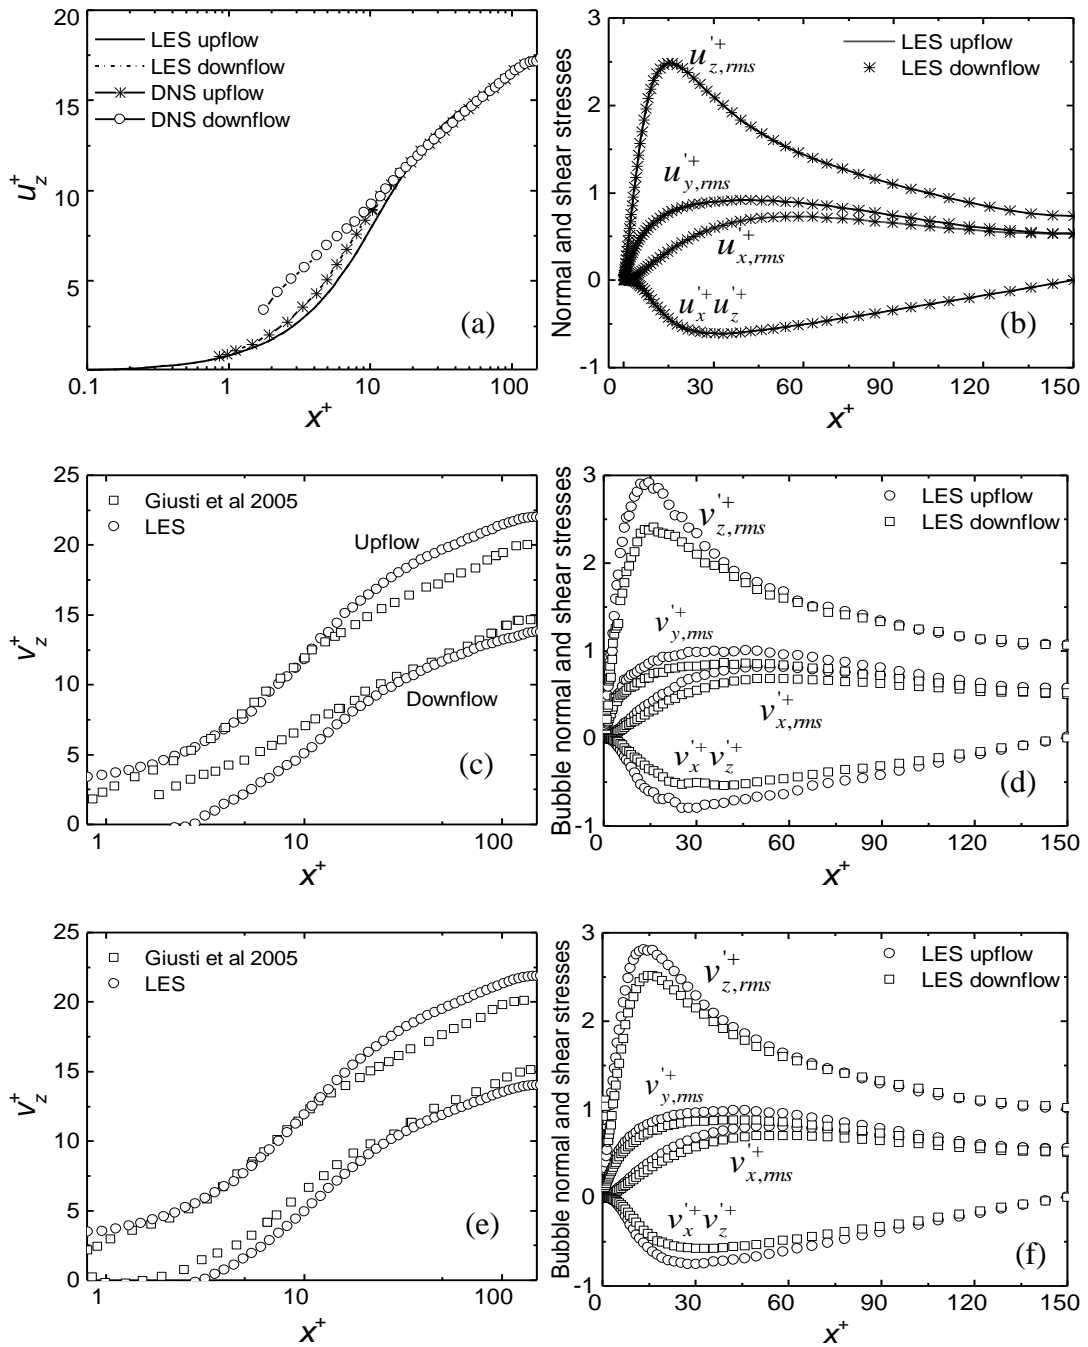 20
15
10
5
0
u_z^+
LES upflow
LES downflow
DNS upflow
DNS downflow
(a)
0.1
1
10
100
x^+
3
2
1
0
-1
Normal and shear stresses
u'^+_{z,rms}
LES upflow
LES downflow
u'^+_{y,rms}
u'^+_{x,rms}
u'^+_x u'^+_z
(b)
0
30
60
90
120
150
x^+
25
20
15
10
5
0
v_z^+
Giusti et al 2005
LES
Upflow
Downflow
(c)
1
10
100
x^+
3
2
1
0
-1
Bubble normal and shear stresses
LES upflow
LES downflow
v'^+_{z,rms}
v'^+_{y,rms}
v'^+_{x,rms}
v'^+_x v'^+_z
(d)
0
30
60
90
120
150
x^+
25
20
15
10
5
0
v_z^+
Giusti et al 2005
LES
(e)
1
10
100
x^+
3
2
1
0
-1
Bubble normal and shear stresses
LES upflow
LES downflow
v'^+_{z,rms}
v'^+_{y,rms}
v'^+_{x,rms}
v'^+_x v'^+_z
(f)
0
30
60
90
120
150
x^+